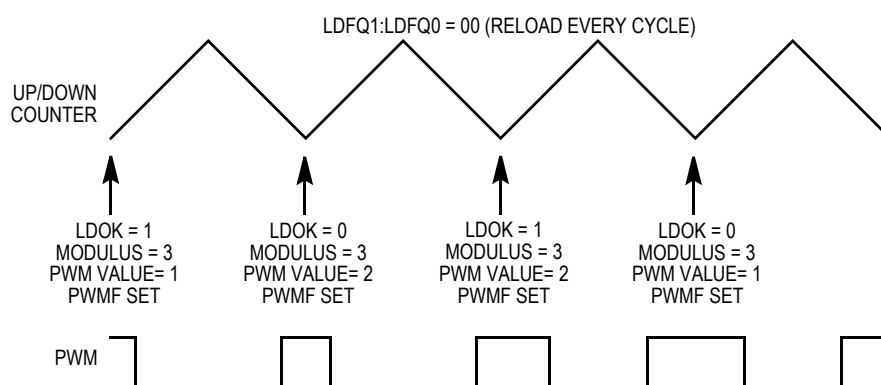 LDFQ1:LDFQ0 = 00 (RELOAD EVERY CYCLE)
UP/DOWN
COUNTER
LDOK = 1
MODULUS = 3
PWM VALUE= 1
PWMF SET
LDOK = 0
MODULUS = 3
PWM VALUE= 2
PWMF SET
LDOK = 1
MODULUS = 3
PWM VALUE= 2
PWMF SET
LDOK = 0
MODULUS = 3
PWM VALUE= 1
PWMF SET
PWM